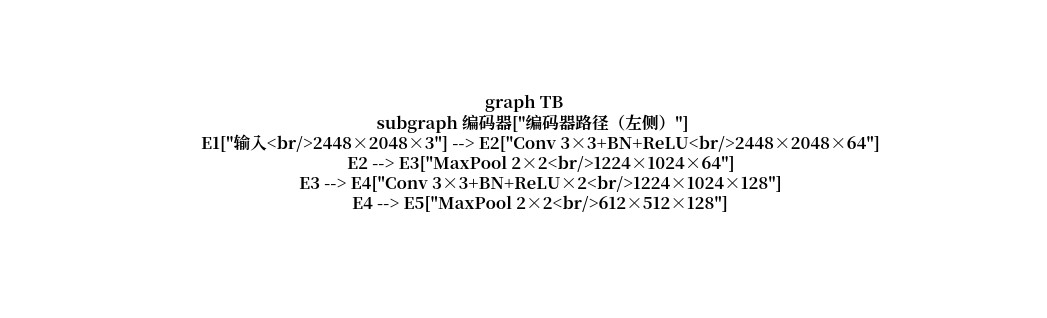 graph TB
subgraph 编码器["编码器路径（左侧）"]
E1["输入<br/>2448×2048×3"] --> E2["Conv 3×3+BN+ReLU<br/>2448×2048×64"]
E2 --> E3["MaxPool 2×2<br/>1224×1024×64"]
E3 --> E4["Conv 3×3+BN+ReLU×2<br/>1224×1024×128"]
E4 --> E5["MaxPool 2×2<br/>612×512×128"]